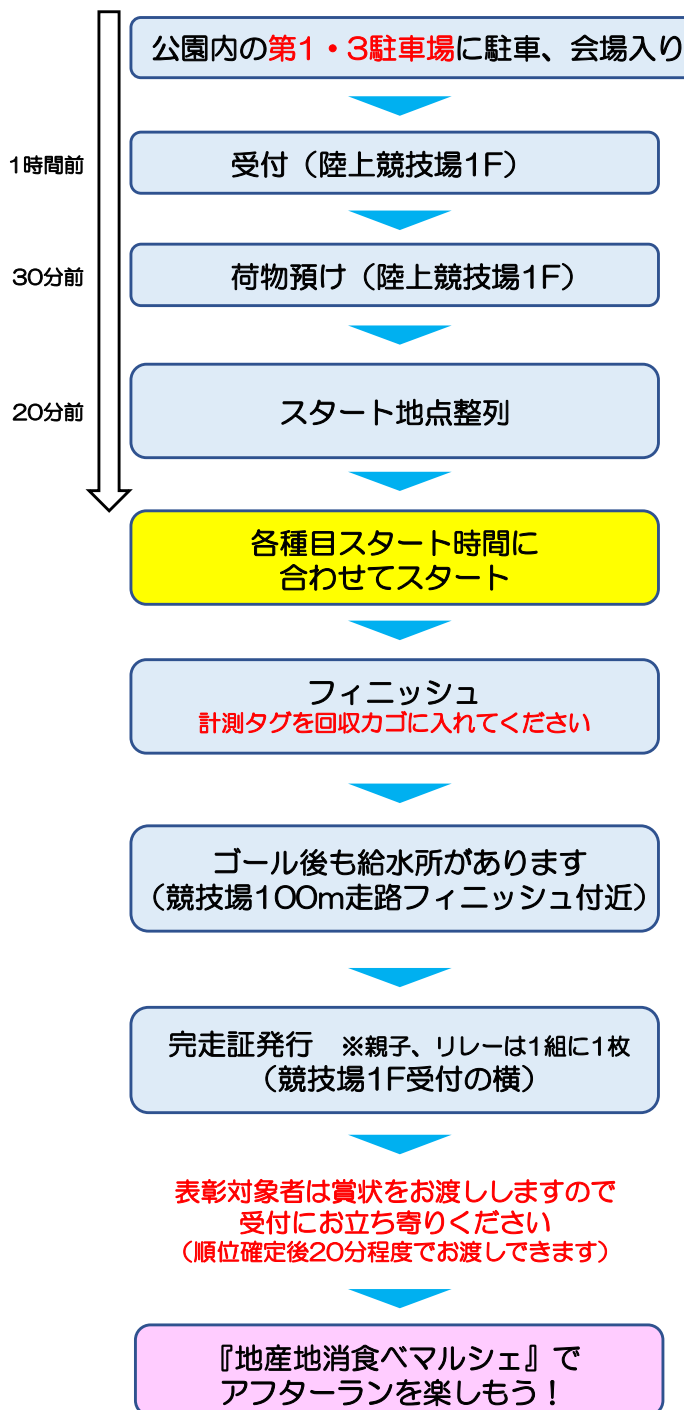 公園内の第1・3駐車場に駐車、会場入り
1時間前
受付（陸上競技場1F）
30分前
荷物預け（陸上競技場1F）
20分前
スタート地点整列
各種目スタート時間に
合わせてスタート
フィニッシュ
計測タグを回収カゴに入れてください
ゴール後も給水所があります
（競技場100m走路フィニッシュ付近）
完走証発行　※親子、リレーは1組に1枚
（競技場1F受付の横）
表彰対象者は賞状をお渡ししますので
受付にお立ち寄りください
（順位確定後20分程度でお渡しできます）
『地産地消食べマルシェ』で
アフターランを楽しもう！